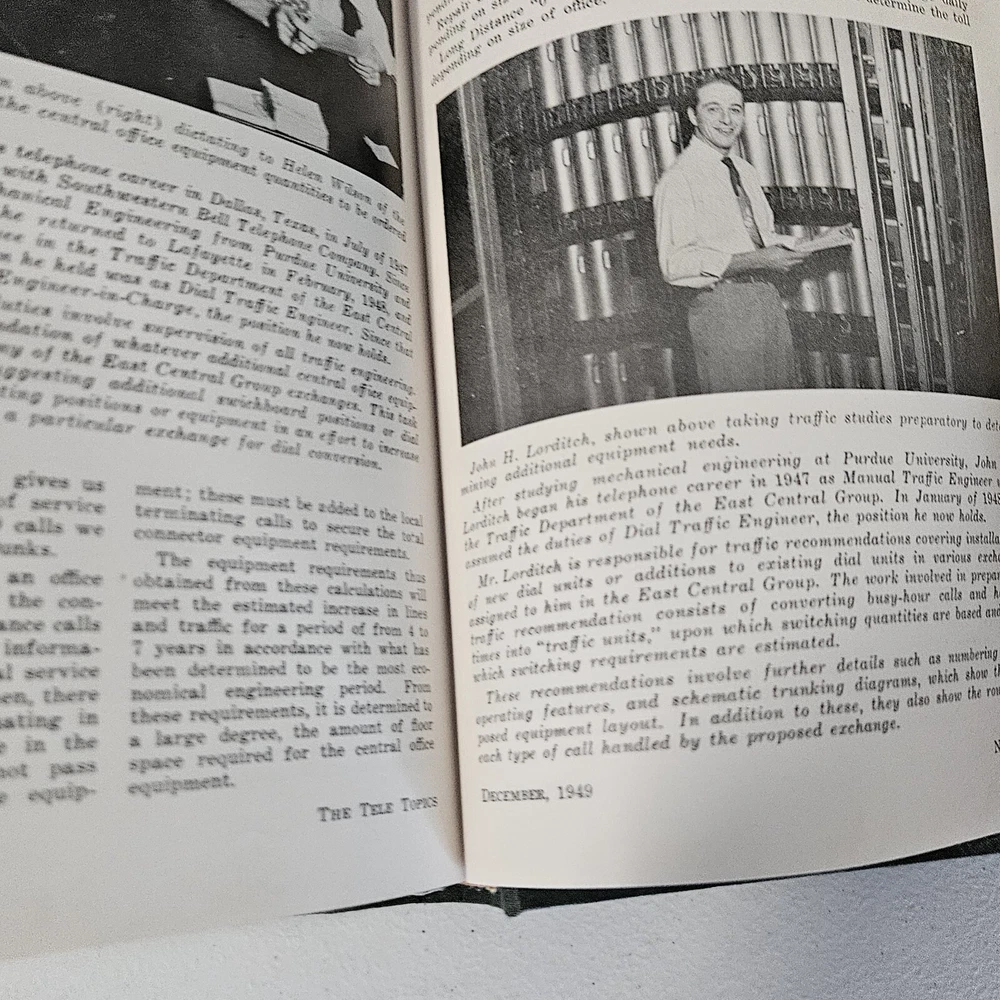 m above (right) dictating to Helen Wilson of the
the central office equipment quantities to be ordered
s telephone career in Dallas, Texas, in July of 1947
with Southwestern Bell Telephone Company. Since
hanical Engineering from Purdue University and
he returned to Lafayette in February, 1948, and
ce in the Traffic Department of the East Central
n he held was as Dial Traffic Engineer. Since that
Engineer-in-Charge, the position he now holds.
uties involve supervision of all traffic engineering,
ndation of whatever additional central office equip-
ny of the East Central Group exchanges. This task
uggesting additional switchboard positions or dial
ting positions or equipment in an effort to increase
a particular exchange for dial conversion.
gives us
of service
calls we
unks.
an office
the con-
ance calls
informa-
al service
en, there
ating in
e in the
not pass
equip-
ment; these must be added to the local
terminating calls to secure the total
connector equipment requirements.
The equipment requirements thus
obtained from these calculations will
meet the estimated increase in lines
and traffic for a period of from 4 to
7 years in accordance with what has
been determined to be the most eco-
nomical engineering period. From
these requirements, it is determined to
a large degree, the amount of floor
space required for the central office
equipment.
THE TELE TOPICS
daily
determine the toll
Repair
pending on size
Long Distance
depending on size of office.
John H. Lorditch, shown above taking traffic studies preparatory to dete
mining additional equipment needs.
After studying mechanical engineering at Purdue University, John
Lorditch began his telephone career in 1947 as Manual Traffic Engineer
the Traffic Department of the East Central Group. In January of 1948
assumed the duties of Dial Traffic Engineer, the position he now holds.
Mr. Lorditch is responsible for traffic recommendations covering installa
of new dial units or additions to existing dial units in various excha
assigned to him in the East Central Group. The work involved in prepar
traffic recommendation consists of converting busy-hour calls and h
times into "traffic units," upon which switching quantities are based and
which switching requirements are estimated.
These recommendations involve further details such as numbering
operating features, and schematic trunking diagrams, which show th
posed equipment layout. In addition to these, they also show the rou
each type of call handled by the proposed exchange.
DECEMBER, 1949